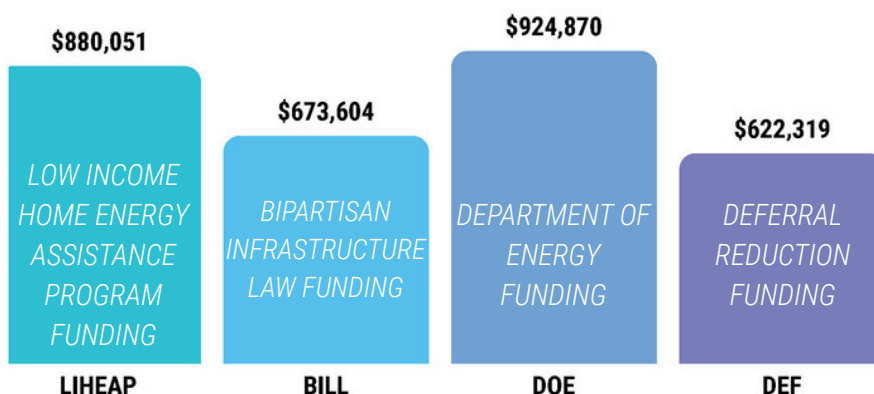 $880,051
LOW INCOME
HOME ENERGY
ASSISTANCE
PROGRAM
FUNDING
LIHEAP
$673,604
BIPARTISAN
INFRASTRUCTURE
LAW FUNDING
BILL
$924,870
DEPARTMENT OF
ENERGY
FUNDING
DOE
$622,319
DEFERRAL
REDUCTION
FUNDING
DEF